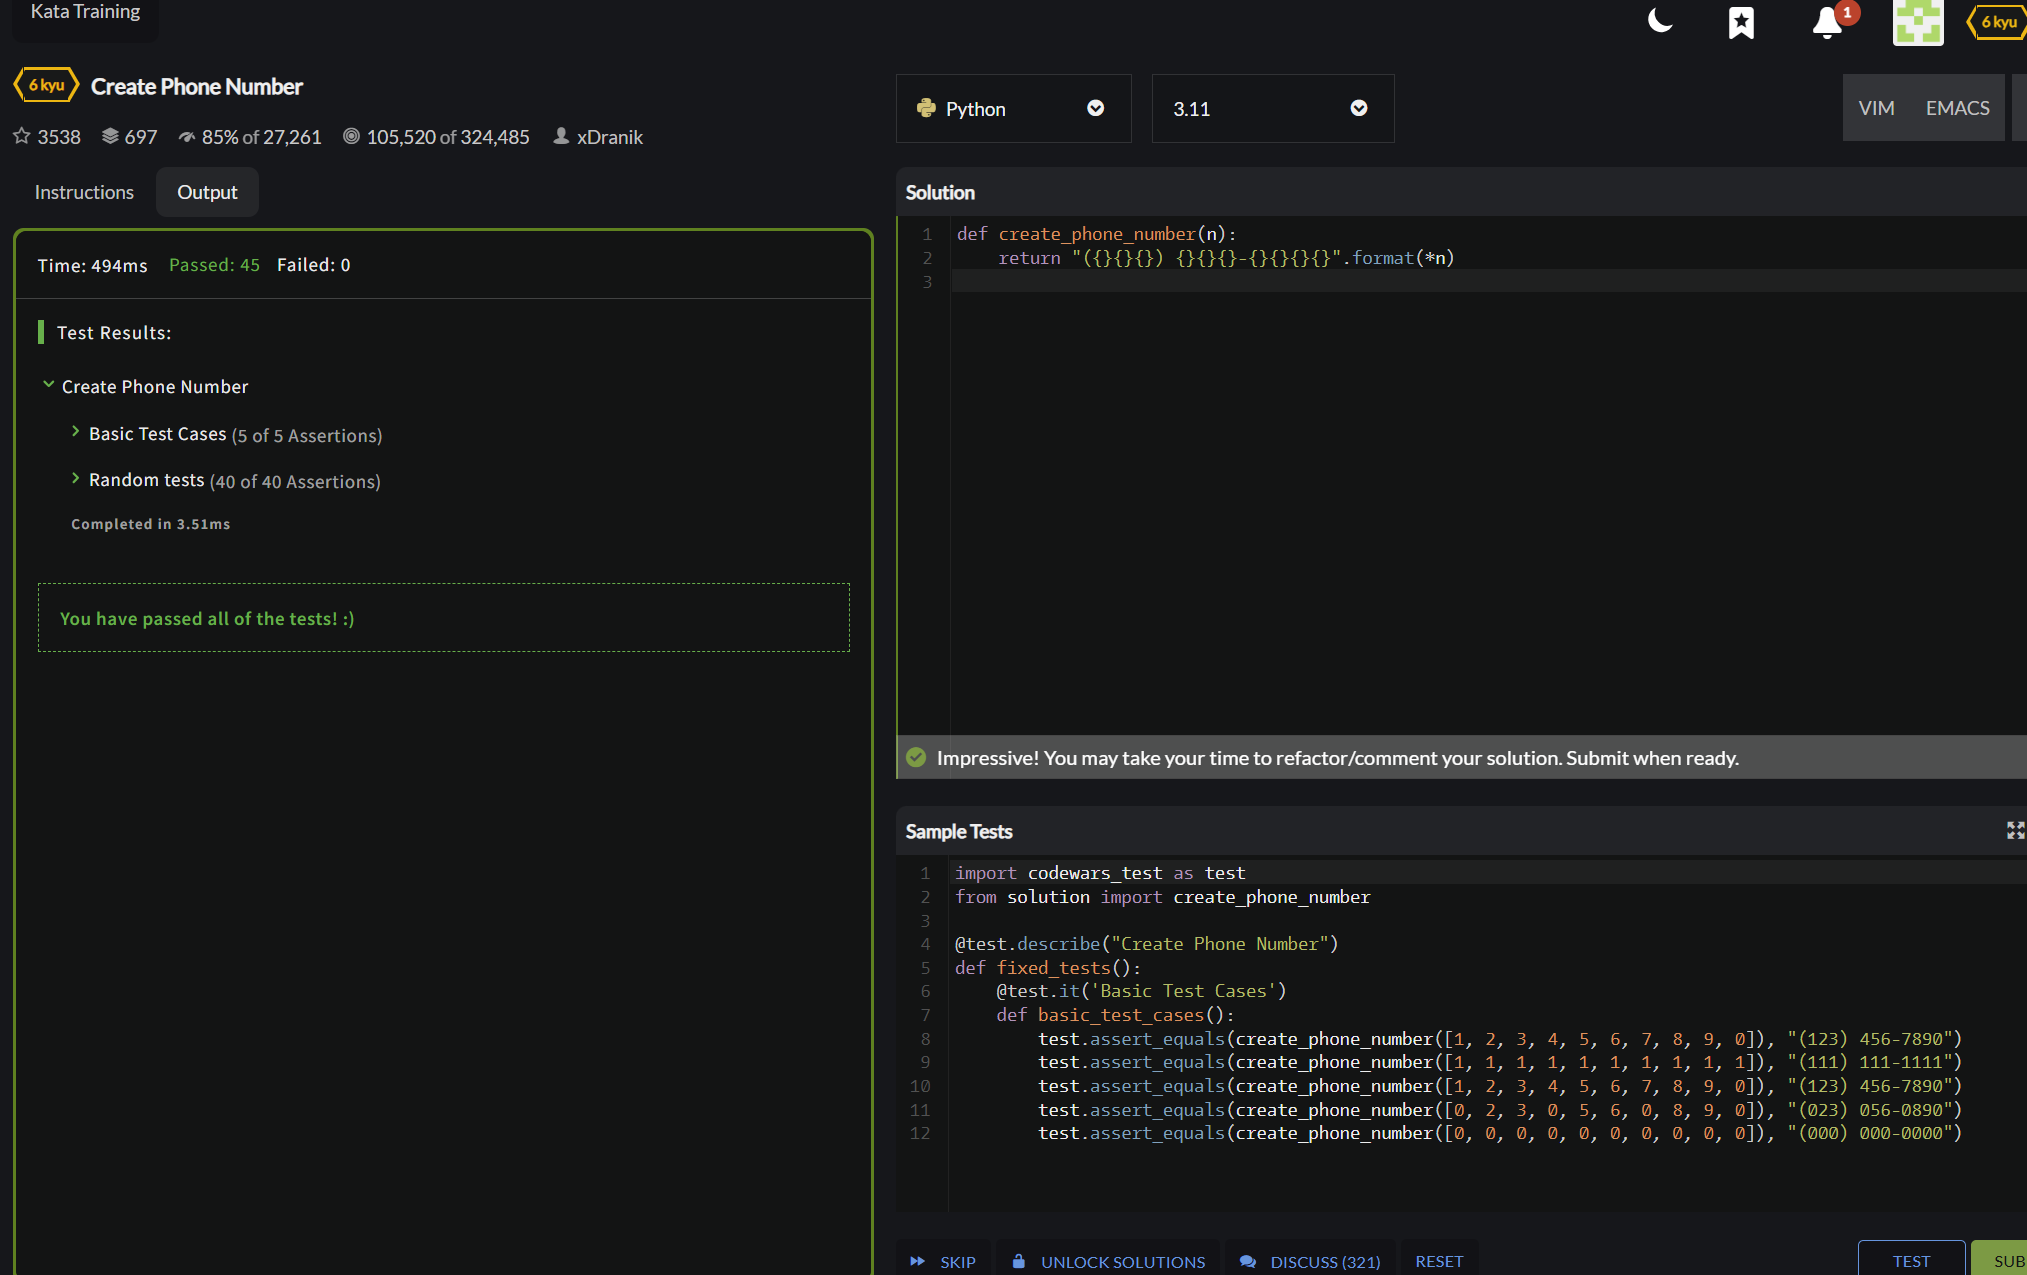 Kata Training
1
6 kyu
6 kyu Create Phone Number
3538 697 85% of 27,261 105,520 of 324,485 xDranik
Python
3.11
VIM EMACS
Instructions Output
Time: 494ms Passed: 45 Failed: 0
Test Results:
Create Phone Number
Basic Test Cases (5 of 5 Assertions)
Random tests (40 of 40 Assertions)
Completed in 3.51ms
You have passed all of the tests! :)
Solution
1 def create_phone_number(n):
2     return "({}{}{}) {}{}{}-{}{}{}{}".format(*n)
3
Impressive! You may take your time to refactor/comment your solution. Submit when ready.
Sample Tests
1 import codewars_test as test
2 from solution import create_phone_number
3
4 @test.describe("Create Phone Number")
5 def fixed_tests():
6     @test.it('Basic Test Cases')
7     def basic_test_cases():
8         test.assert_equals(create_phone_number([1, 2, 3, 4, 5, 6, 7, 8, 9, 0]), "(123) 456-7890")
9         test.assert_equals(create_phone_number([1, 1, 1, 1, 1, 1, 1, 1, 1, 1]), "(111) 111-1111")
10         test.assert_equals(create_phone_number([1, 2, 3, 4, 5, 6, 7, 8, 9, 0]), "(123) 456-7890")
11         test.assert_equals(create_phone_number([0, 2, 3, 0, 5, 6, 0, 8, 9, 0]), "(023) 056-0890")
12         test.assert_equals(create_phone_number([0, 0, 0, 0, 0, 0, 0, 0, 0, 0]), "(000) 000-0000")
SKIP UNLOCK SOLUTIONS DISCUSS (321) RESET TEST SUB